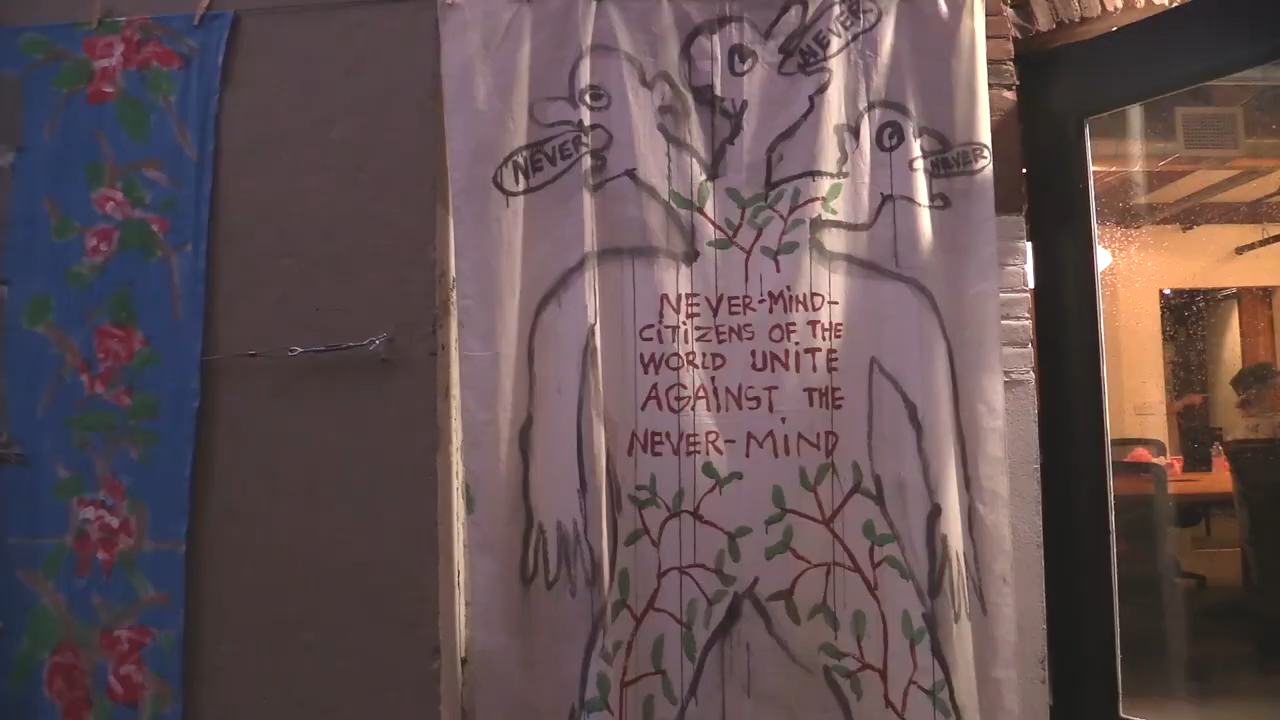 NEVER
NEVER
NEVER
NEVER-MIND-
CITIZENS OF THE
WORLD UNITE
AGAINST THE
NEVER-MIND